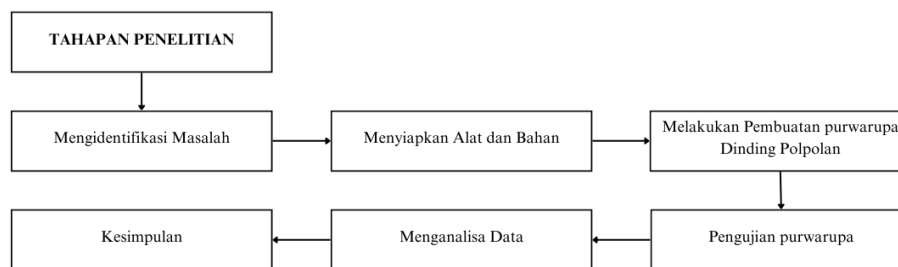 TAHAPAN PENELITIAN
Mengidentifikasi Masalah
Menyiapkan Alat dan Bahan
Melakukan Pembuatan purwarupa
Dinding Polpolan
Pengujian purwarupa
Menganalisa Data
Kesimpulan